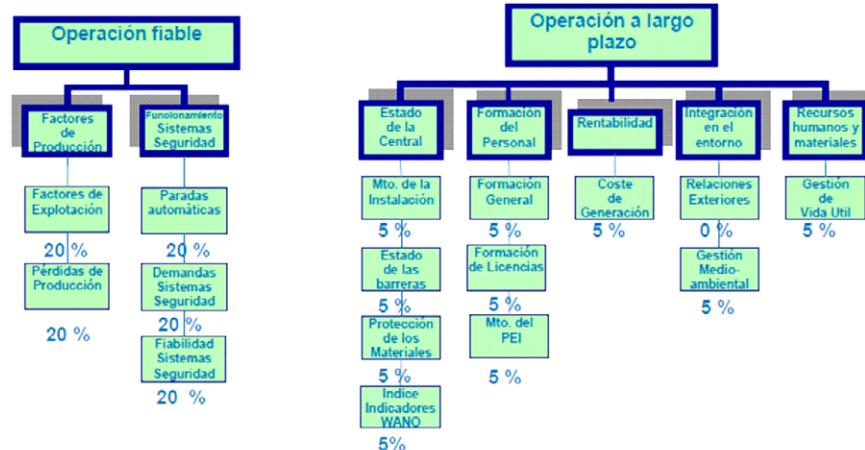 Operación fiable
Factores
de
Producción
Funcionamiento
Sistemas
Seguridad
Factores de
Explotación
20 %
Pérdidas de
Producción
20 %
Paradas
automáticas
20 %
Demandas
Sistemas
Seguridad
20 %
Fiabilidad
Sistemas
Seguridad
20 %
Operación a largo
plazo
Estado
de la
Central
Formación
del
Personal
Rentabilidad
Integración
en el
entorno
Recursos
humanos y
materiales
Mto. de la
Instalación
5 %
Estado
de las
barreras
5 %
Protección
de los
Materiales
5 %
Indice
Indicadores
WANO
5%
Formación
General
5 %
Formación
de Licencias
5 %
Mto. del
PEI
5 %
Coste
de
Generación
5 %
Relaciones
Exteriores
0 %
Gestión
Medio-
ambiental
5 %
Gestión
de
Vida Util
5 %